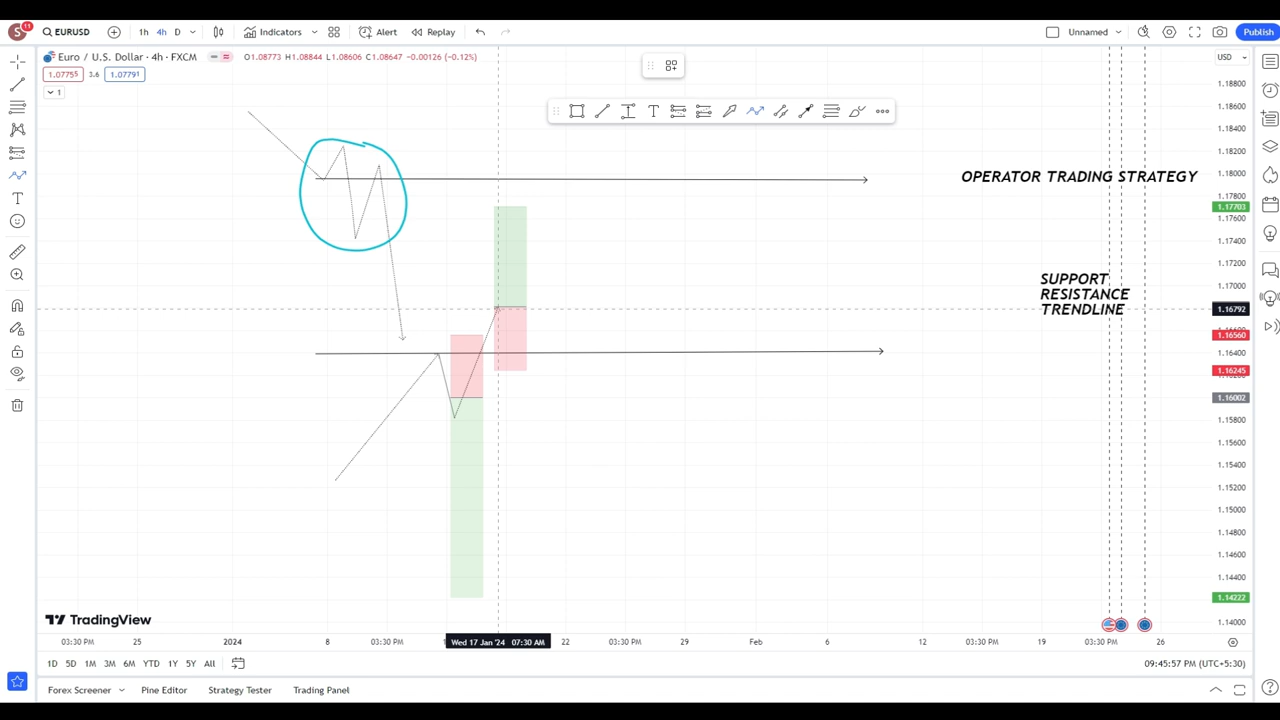 S 11 EURUSD 1h 4h D Indicators Alert Replay Unnamed Publish
Euro / U.S. Dollar · 4h · FXCM O1.08773 H1.08844 L1.08606 C1.08647 -0.00126 (-0.12%) USD
1.07755 3.6 1.07791
1
1.18800
1.18600
1.18400
1.18200
OPERATOR TRADING STRATEGY
1.18000
1.17800
1.17703
1.17600
1.17400
1.17200
SUPPORT
1.17000
RESISTANCE
TRENDLINE
1.16792
1.16560
1.16400
1.16245
1.16002
1.15800
1.15600
1.15400
1.15200
1.15000
1.14800
1.14600
1.14400
1.14222
1.14000
TradingView
03:30 PM 25 2024 8 03:30 PM Wed 17 Jan '24 07:30 AM 22 03:30 PM 29 Feb 6 12 03:30 PM 19 03:30 PM 26
1D 5D 1M 3M 6M YTD 1Y 5Y All 09:45:57 PM (UTC+5:30)
Forex Screener Pine Editor Strategy Tester Trading Panel